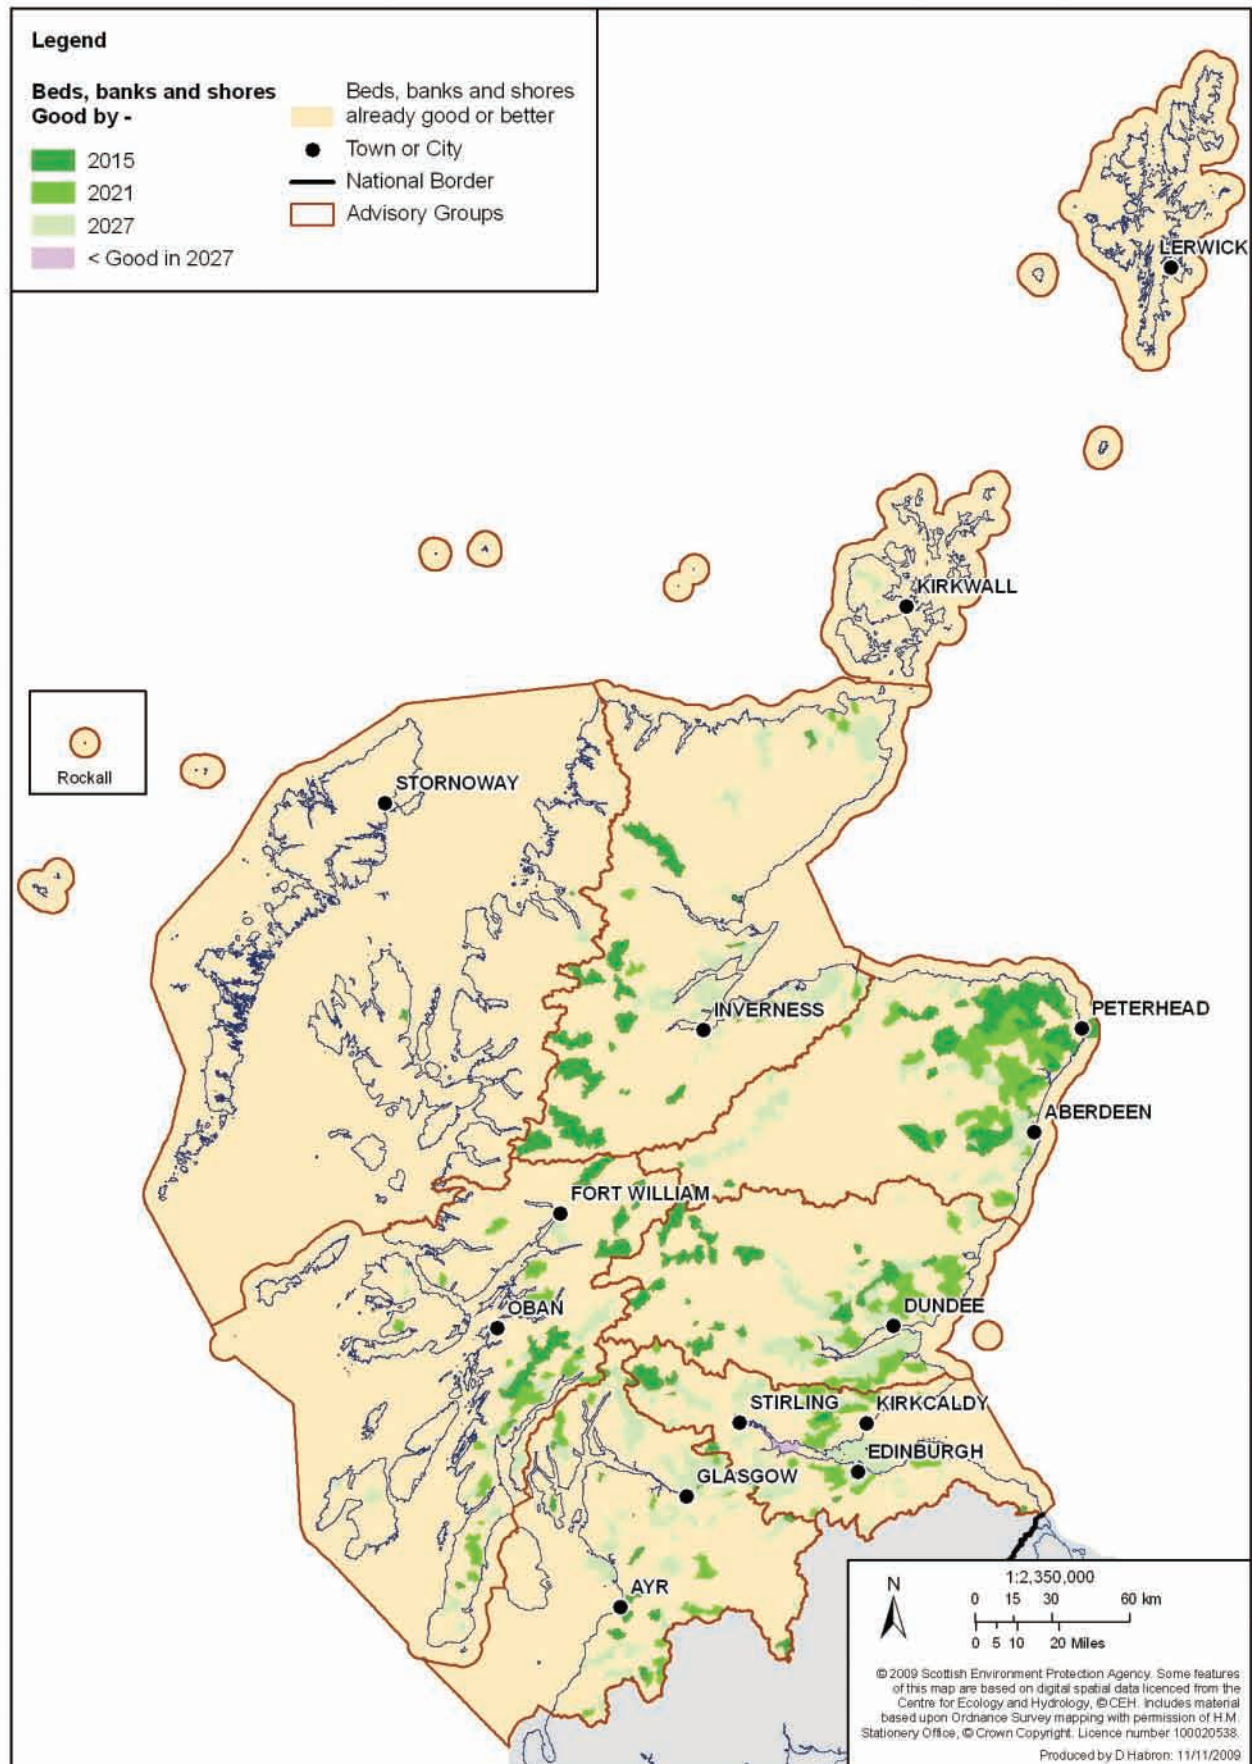 Legend
Beds, banks and shores
Good by -
2015
2021
2027
< Good in 2027
Beds, banks and shores
already good or better
Town or City
National Border
Advisory Groups
LERWICK
KIRKWALL
Rockall
STORNOWAY
INVERNESS
PETERHEAD
ABERDEEN
FORT WILLIAM
OBAN
DUNDEE
STIRLING
KIRKCALDY
EDINBURGH
GLASGOW
AYR
N
1:2,350,000
0 15 30 60 km
0 5 10 20 Miles
© 2009 Scottish Environment Protection Agency. Some features
of this map are based on digital spatial data licenced from the
Centre for Ecology and Hydrology, © CEH. Includes material
based upon Ordnance Survey mapping with permission of H.M.
Stationery Office, © Crown Copyright. Licence number 100020538.
Produced by D Habron: 11/11/2009